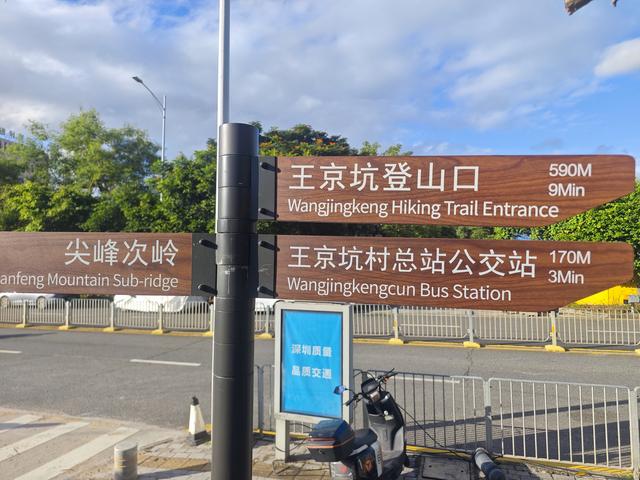 王京坑登山口
590M
Wangjingkeng Hiking Trail Entrance
9Min
尖峰次岭
anfeng Mountain Sub-ridge
王京坑村总站公交站
170M
Wangjingkengcun Bus Station
3Min
深圳质量
品质交通